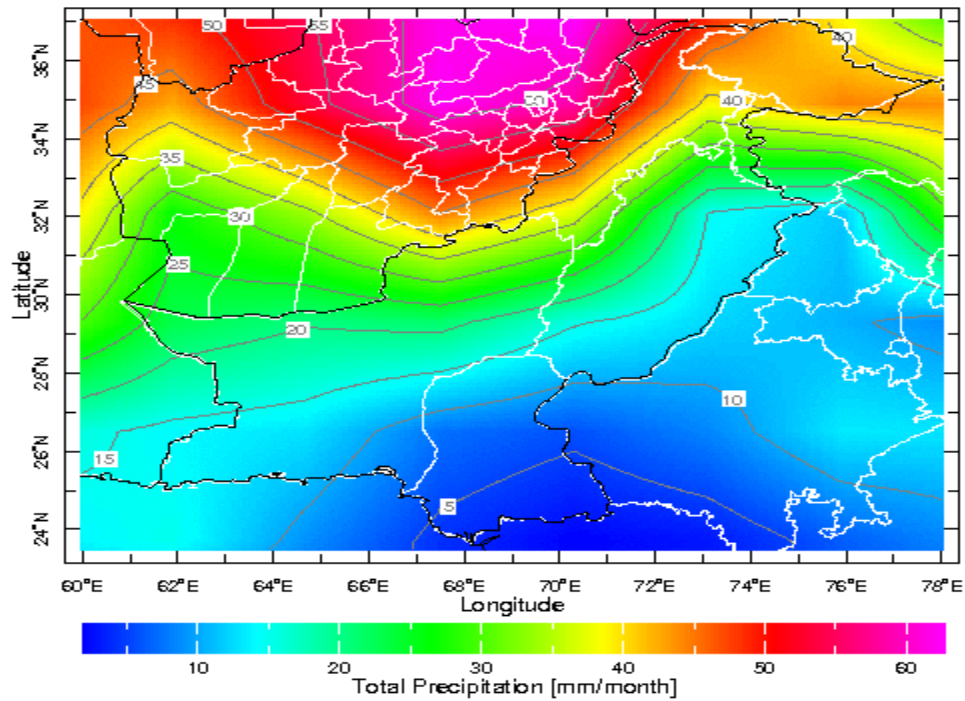 50 55 40
36°N
45
60 40
34°N
35
32°N
30
25
30°N
20
28°N
10
26°N
15
5
24°N
Latitude
60°E 62°E 64°E 66°E 68°E 70°E 72°E 74°E 76°E 78°E
Longitude
10 20 30 40 50 60
Total Precipitation [mm/month]